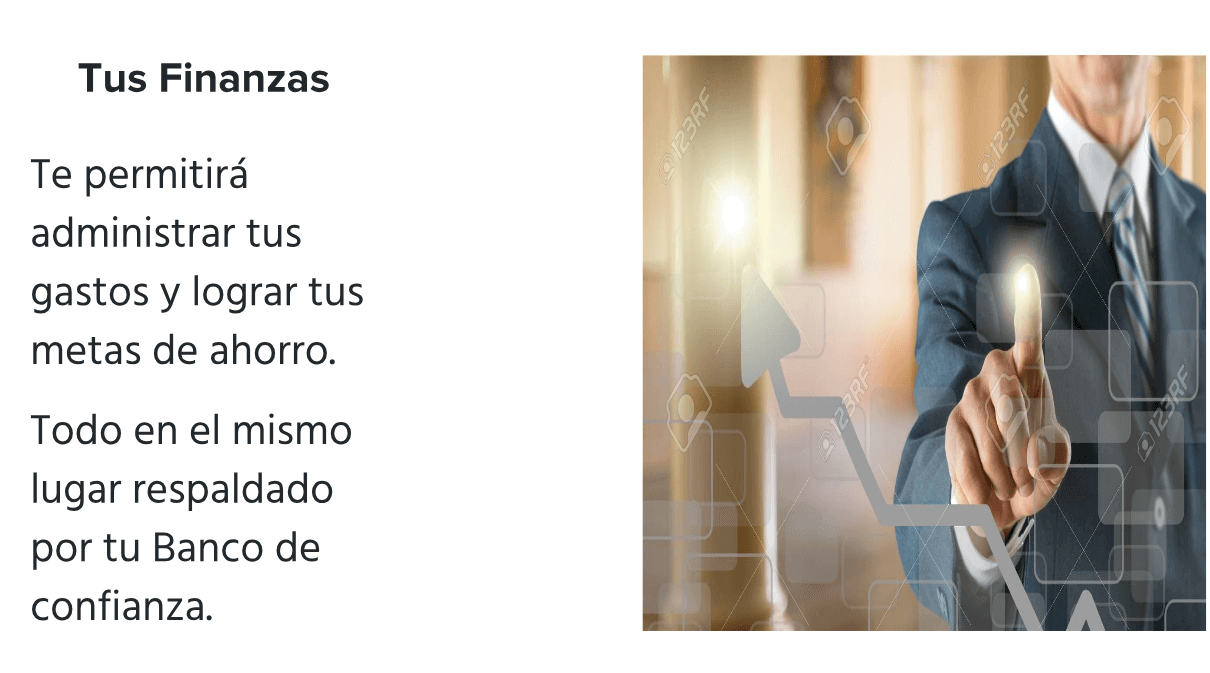 Tus Finanzas
Te permitirá
administrar tus
gastos y lograr tus
metas de ahorro.
Todo en el mismo
lugar respaldado
por tu Banco de
confianza.
123RF
123RF
123RF
123RF